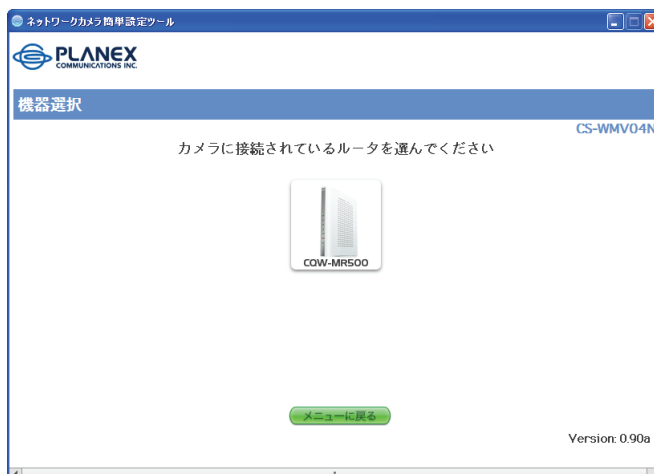 ネットワークカメラ簡単設定ツール
PLANEX
COMMUNICATIONS INC.
機器選択
CS-WMV04N
カメラに接続されているルータを選んでください
CQW-MR500
メニューに戻る
Version: 0.90a